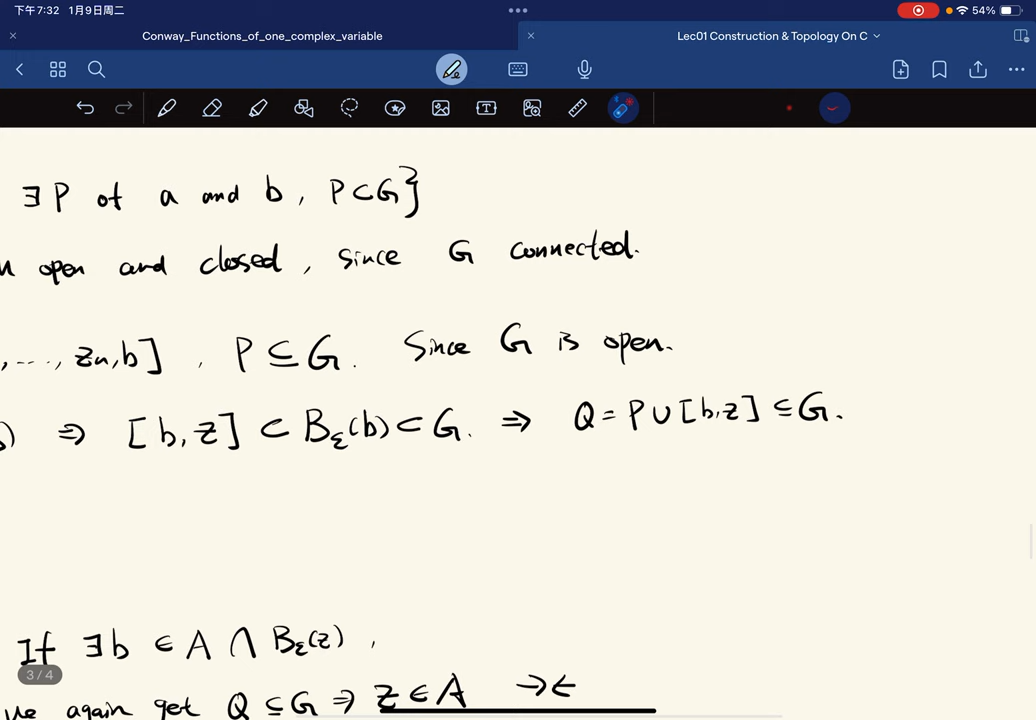 下午7:32 1月9日周二
54%
Conway_Functions_of_one_complex_variable
Lec01 Construction & Topology On C
∃P of a and b, P⊂G}
open and closed, since G connected.
, ..., zn, b], P ⊆ G. Since G is open.
) ⇒ [b, z] ⊂ Bε(b) ⊂ G. ⇒ Q = P ∪ [b, z] ⊆ G.
If ∃b ∈ A ∩ Bε(z),
3 / 4
again get Q ⊆ G ⇒ z ∈ A →←